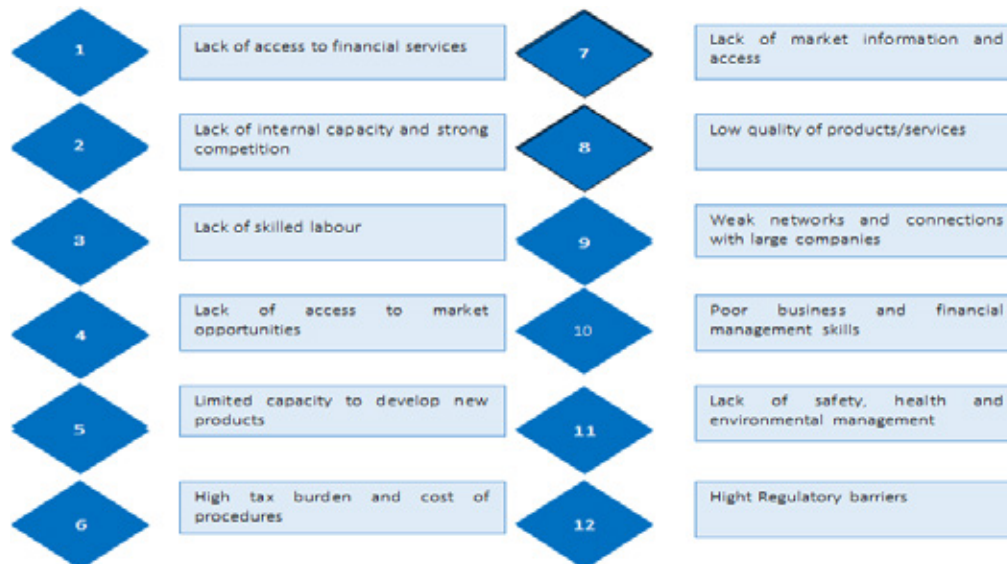 1
Lack of access to financial services
2
Lack of internal capacity and strong
competition
3
Lack of skilled labour
4
Lack of access to market
opportunities
5
Limited capacity to develop new
products
6
High tax burden and cost of
procedures
7
Lack of market information and
access
8
Low quality of products/services
9
Weak networks and connections
with large companies
10
Poor business and financial
management skills
11
Lack of safety, health and
environmental management
12
Hight Regulatory barriers